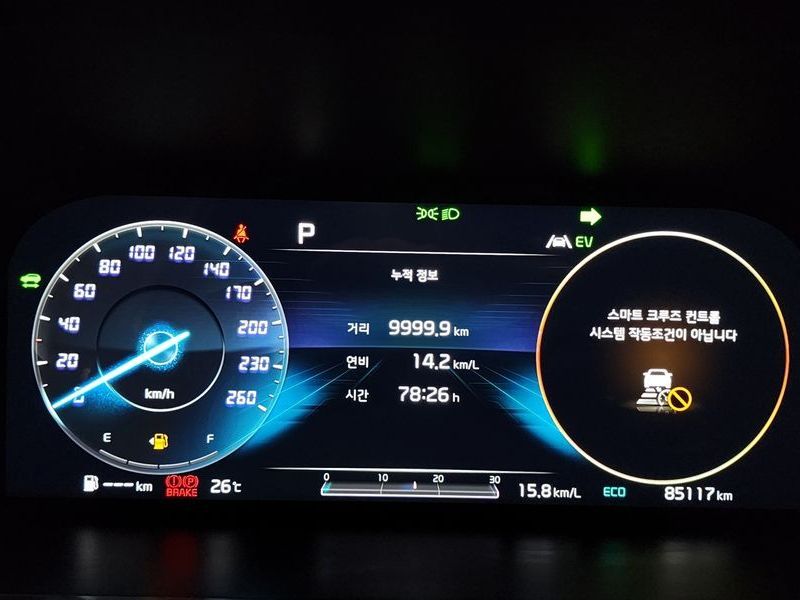 P
EV
누적 정보
100 120
80 140
60 170
40 200
20 230
0 260
km/h
E F
거리 9999.9 km
연비 14.2 km/L
시간 78:26 h
스마트 크루즈 컨트롤
시스템 작동조건이 아닙니다
--- km
P
BRAKE
26℃
0 10 20 30
15.8 km/L
ECO
85117 km